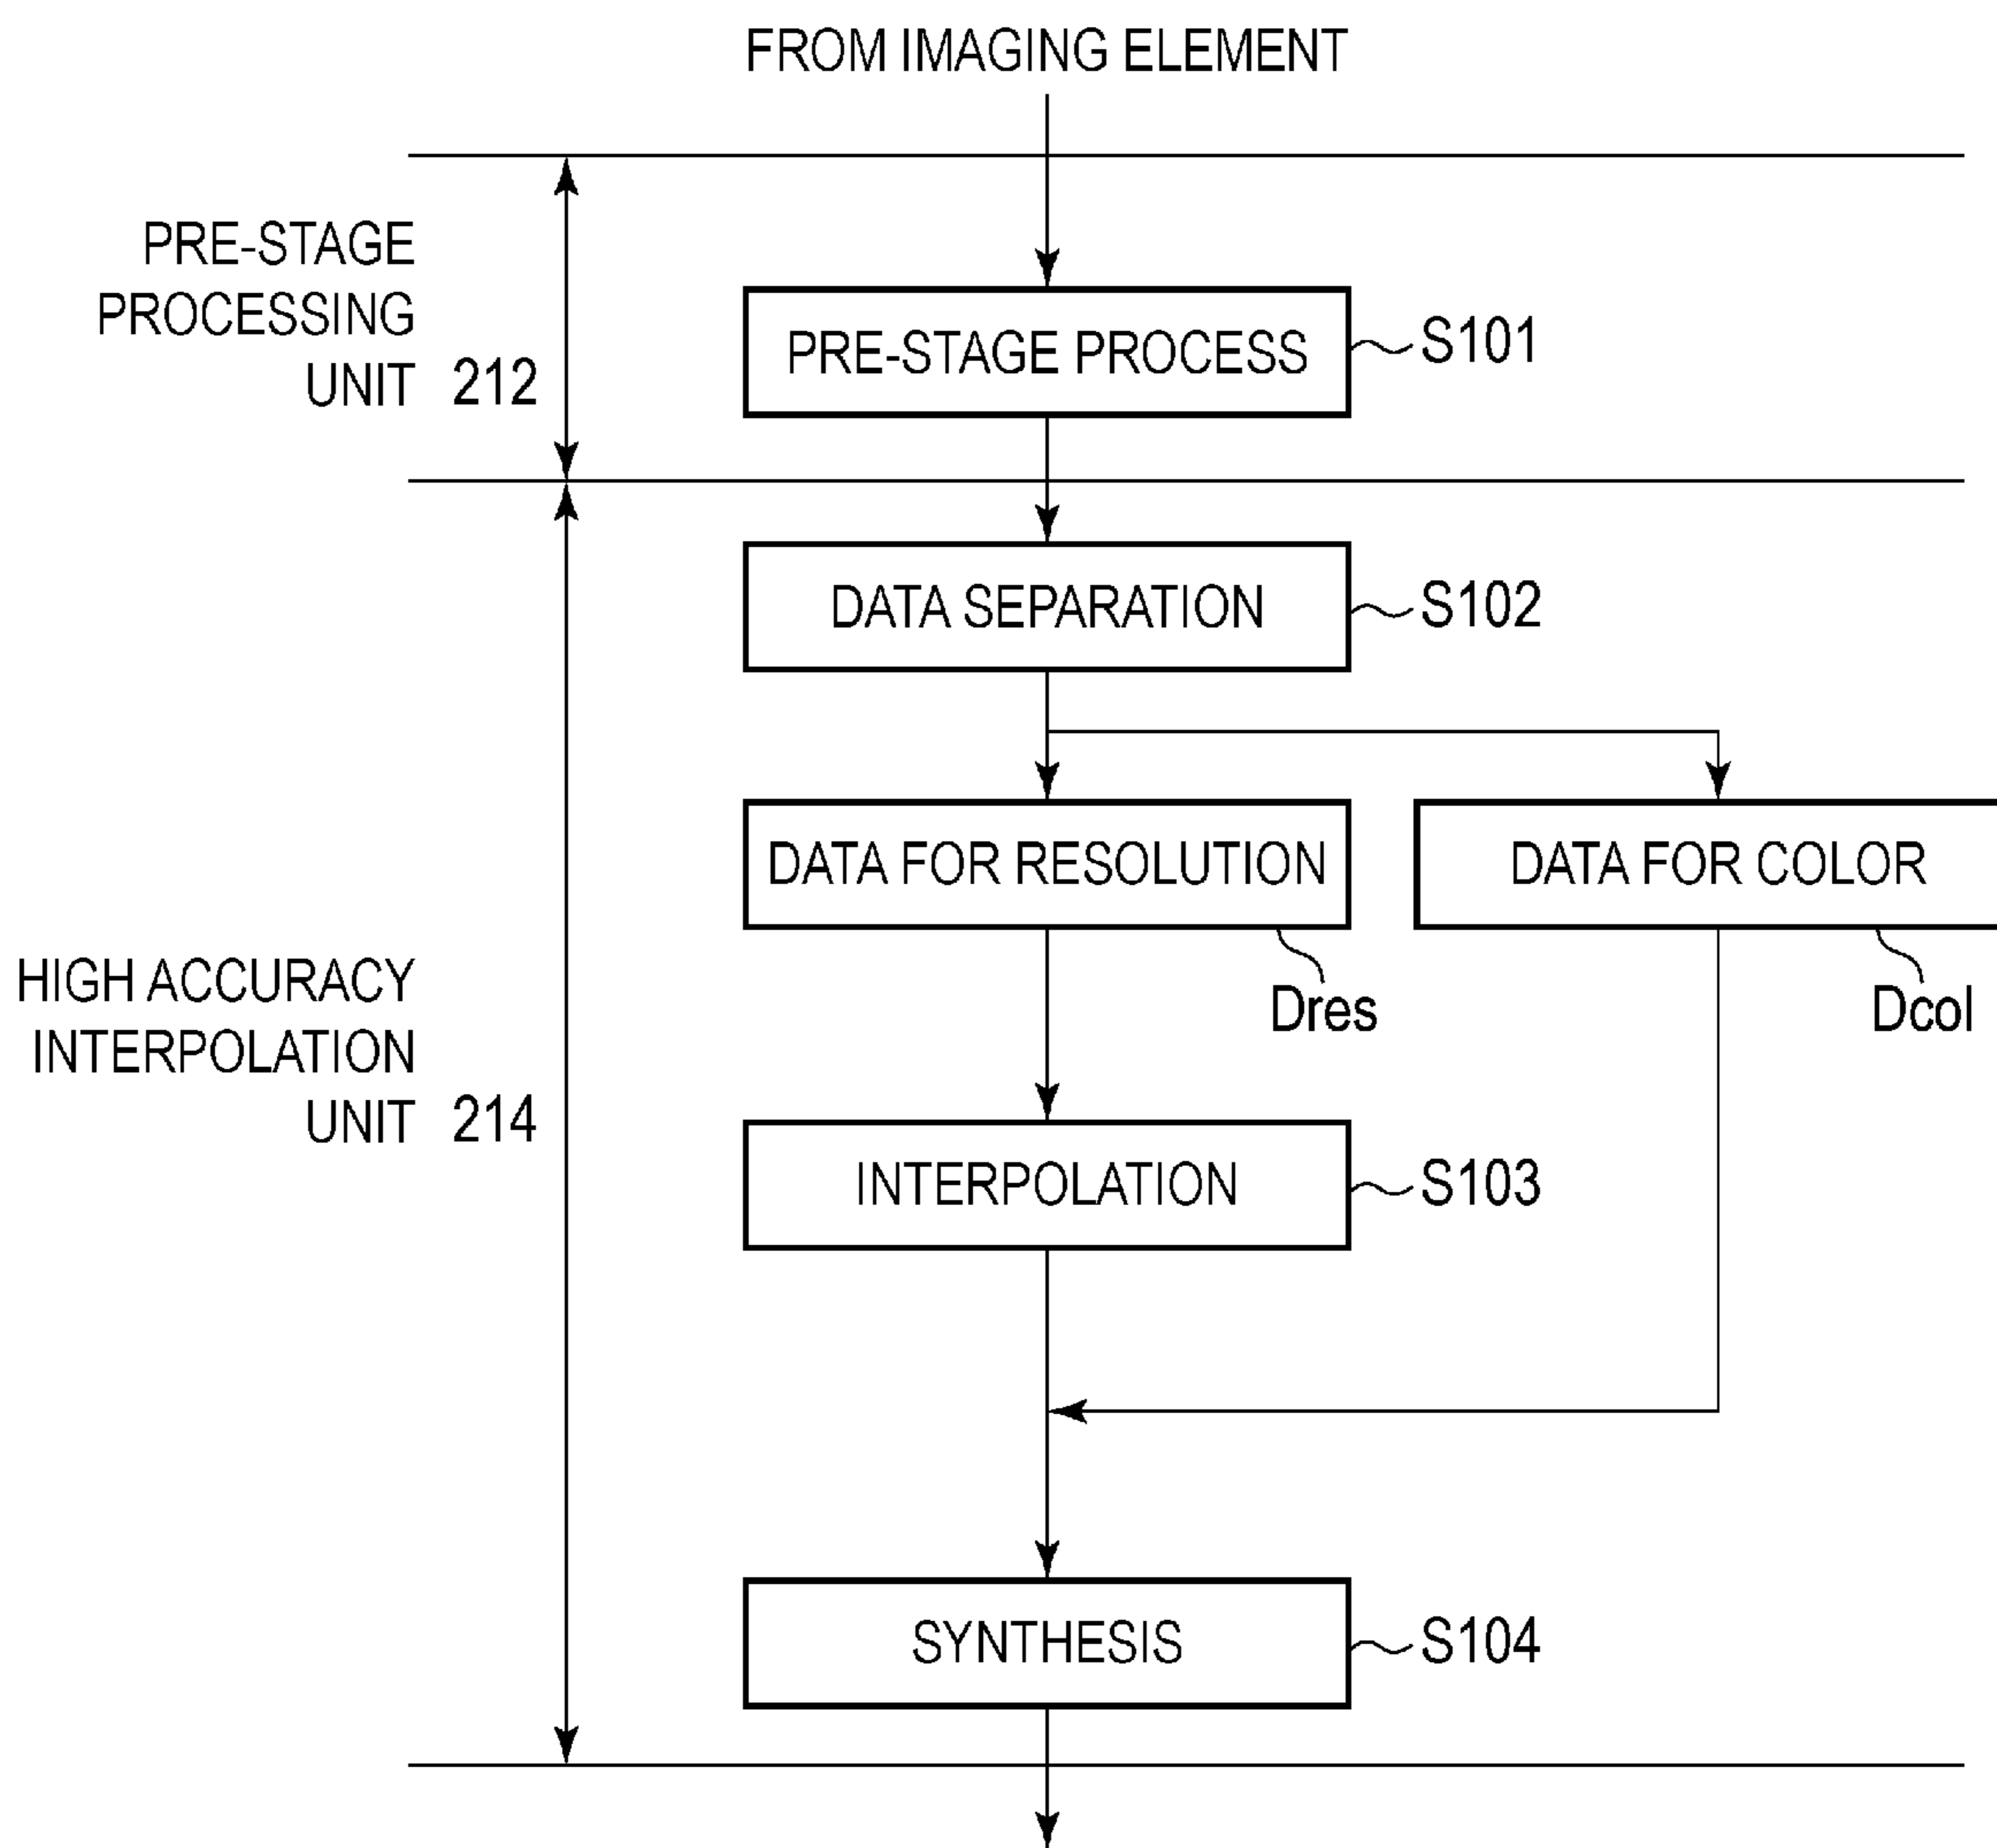 FROM IMAGING ELEMENT
PRE-STAGE
PROCESSING
UNIT 212
PRE-STAGE PROCESS
S101
DATA SEPARATION
S102
DATA FOR RESOLUTION
Dres
DATA FOR COLOR
Dcol
HIGH ACCURACY
INTERPOLATION
UNIT 214
INTERPOLATION
S103
SYNTHESIS
S104